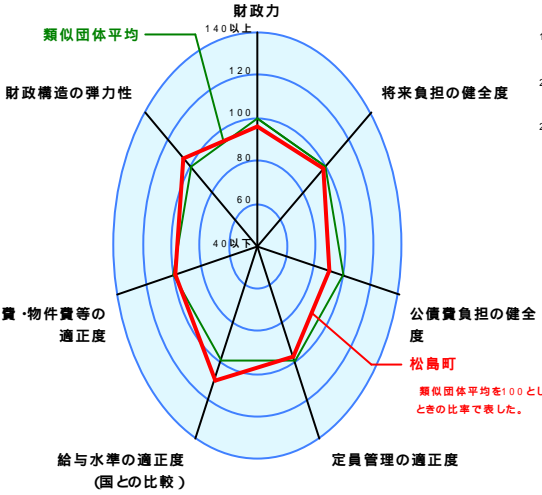 財政力
140以上
類似団体平均
120
財政構造の弾力性
将来負担の健全度
100
80
60
40以下
費・物件費等の
適正度
公債費負担の健全
度
松島町
類似団体平均を100とし
ときの比率で表した。
給与水準の適正度
(国との比較)
定員管理の適正度